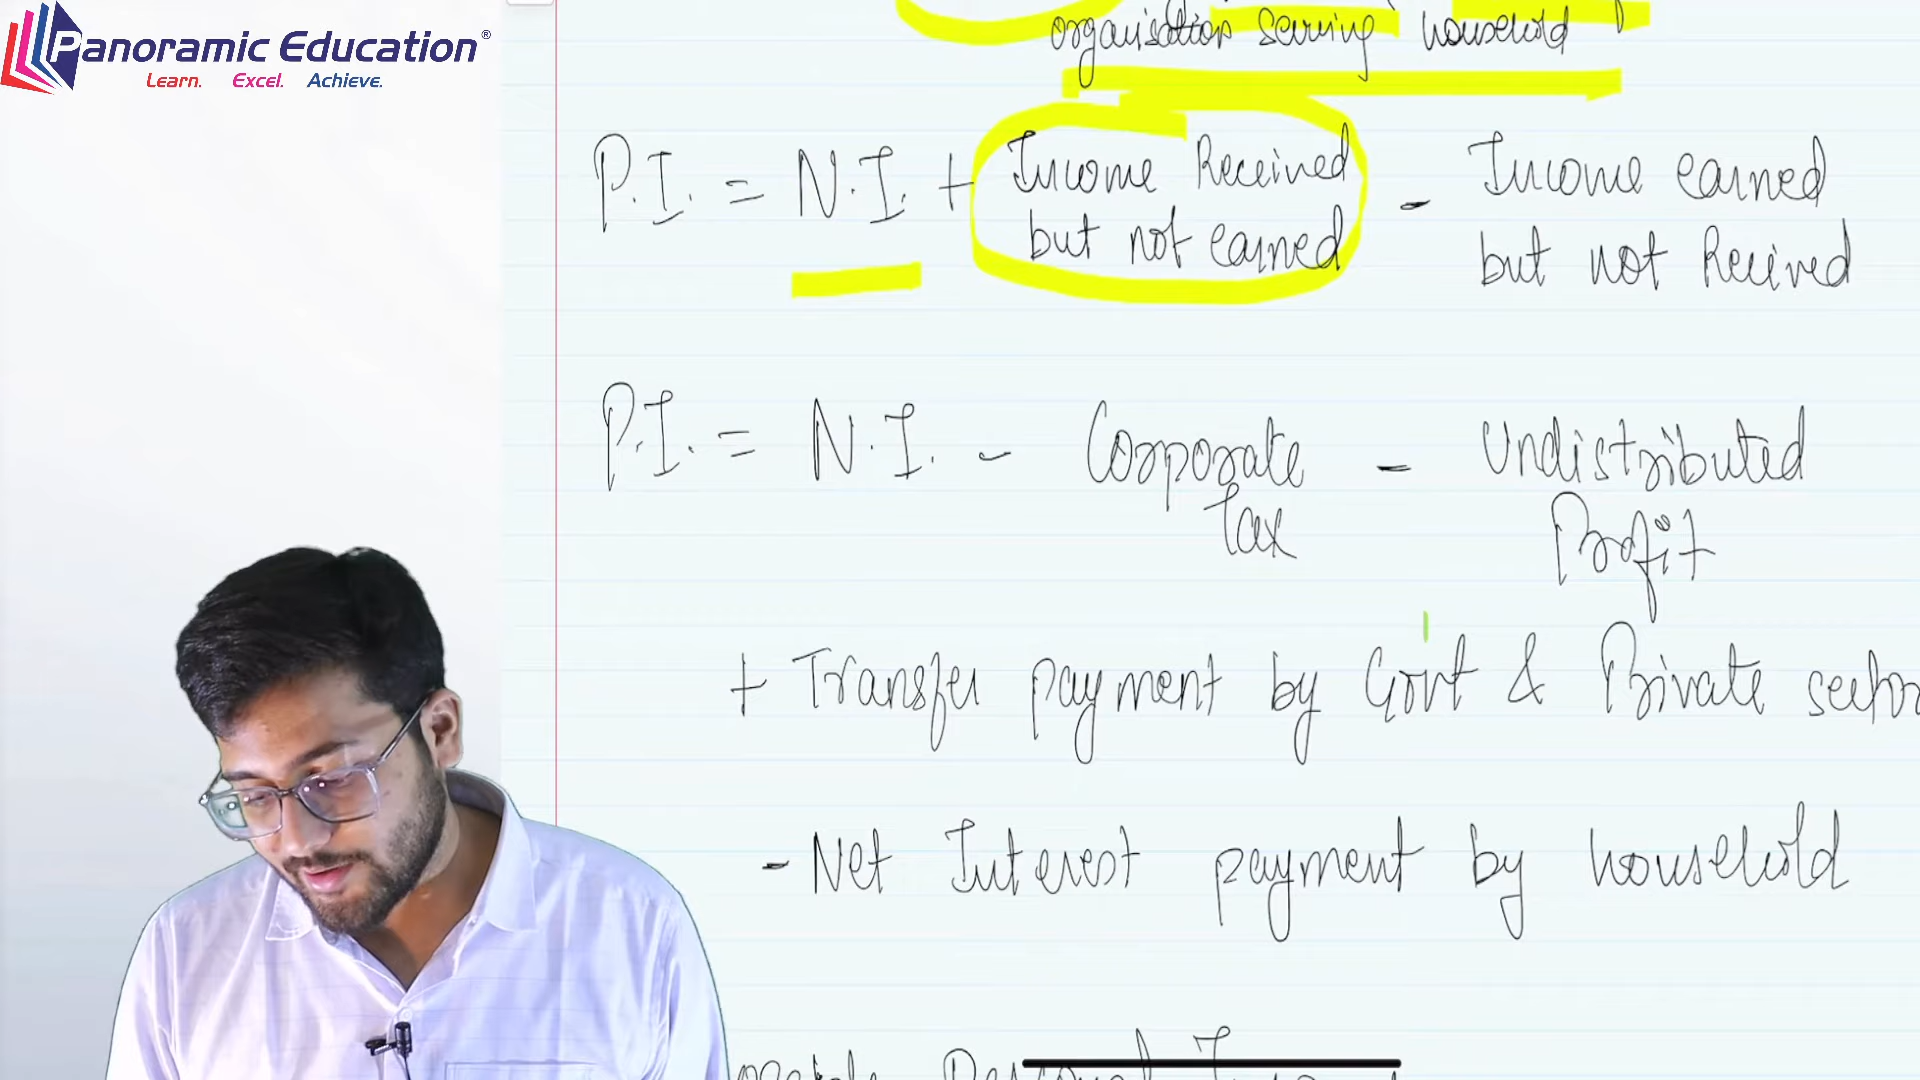 Panoramic Education®
Learn. Excel. Achieve.
organisation serving household
P.I. = N.I. + Income Received - Income earned
but not earned but not Received
P.I. = N.I. - Corporate - Undistributed
Tax Profit
+ Transfer payment by Govt & Private sector
- Net Interest payment by household
Personal